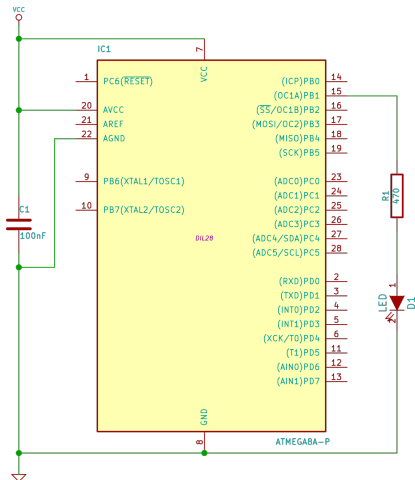 VCC
IC1
7
VCC
1 PC6(RESET)
20 AVCC
21 AREF
22 AGND
9 PB6(XTAL1/TOSC1)
10 PB7(XTAL2/TOSC2)
(ICP)PB0 14
(OC1A)PB1 15
(SS/OC1B)PB2 16
(MOSI/OC2)PB3 17
(MISO)PB4 18
(SCK)PB5 19
(ADC0)PC0 23
(ADC1)PC1 24
(ADC2)PC2 25
(ADC3)PC3 26
(ADC4/SDA)PC4 27
(ADC5/SCL)PC5 28
(RXD)PD0 2
(TXD)PD1 3
(INT0)PD2 4
(INT1)PD3 5
(XCK/T0)PD4 6
(T1)PD5 11
(AIN0)PD6 12
(AIN1)PD7 13
DIL28
C1
100nF
R1
470
1
LED
D1
2
GND
8
ATMEGA8A-P